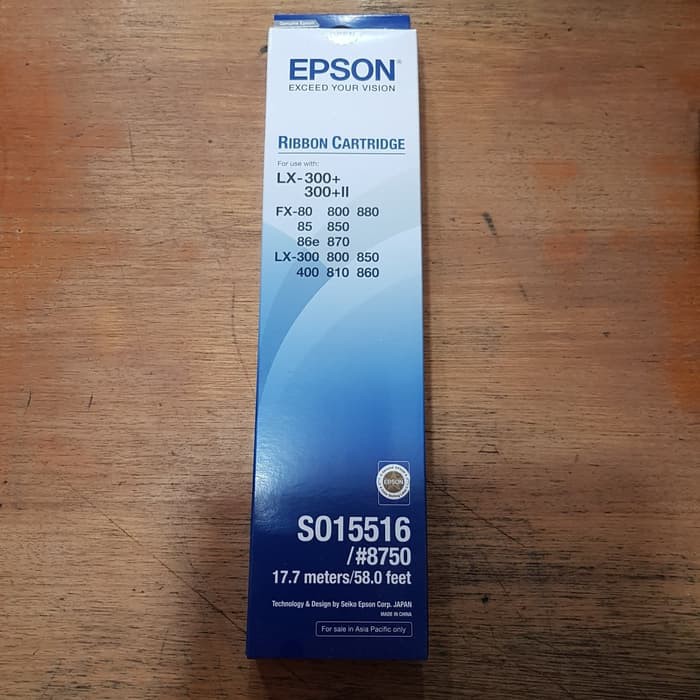 Genuine Epson
EPSON®
EXCEED YOUR VISION
RIBBON CARTRIDGE
For use with:
LX-300+
300+II
FX-80 800 880
85 850
86e 870
LX-300 800 850
400 810 860
EPSON
S015516
/#8750
17.7 meters/58.0 feet
Technology & Design by Seiko Epson Corp. JAPAN
MADE IN CHINA
For sale in Asia Pacific only